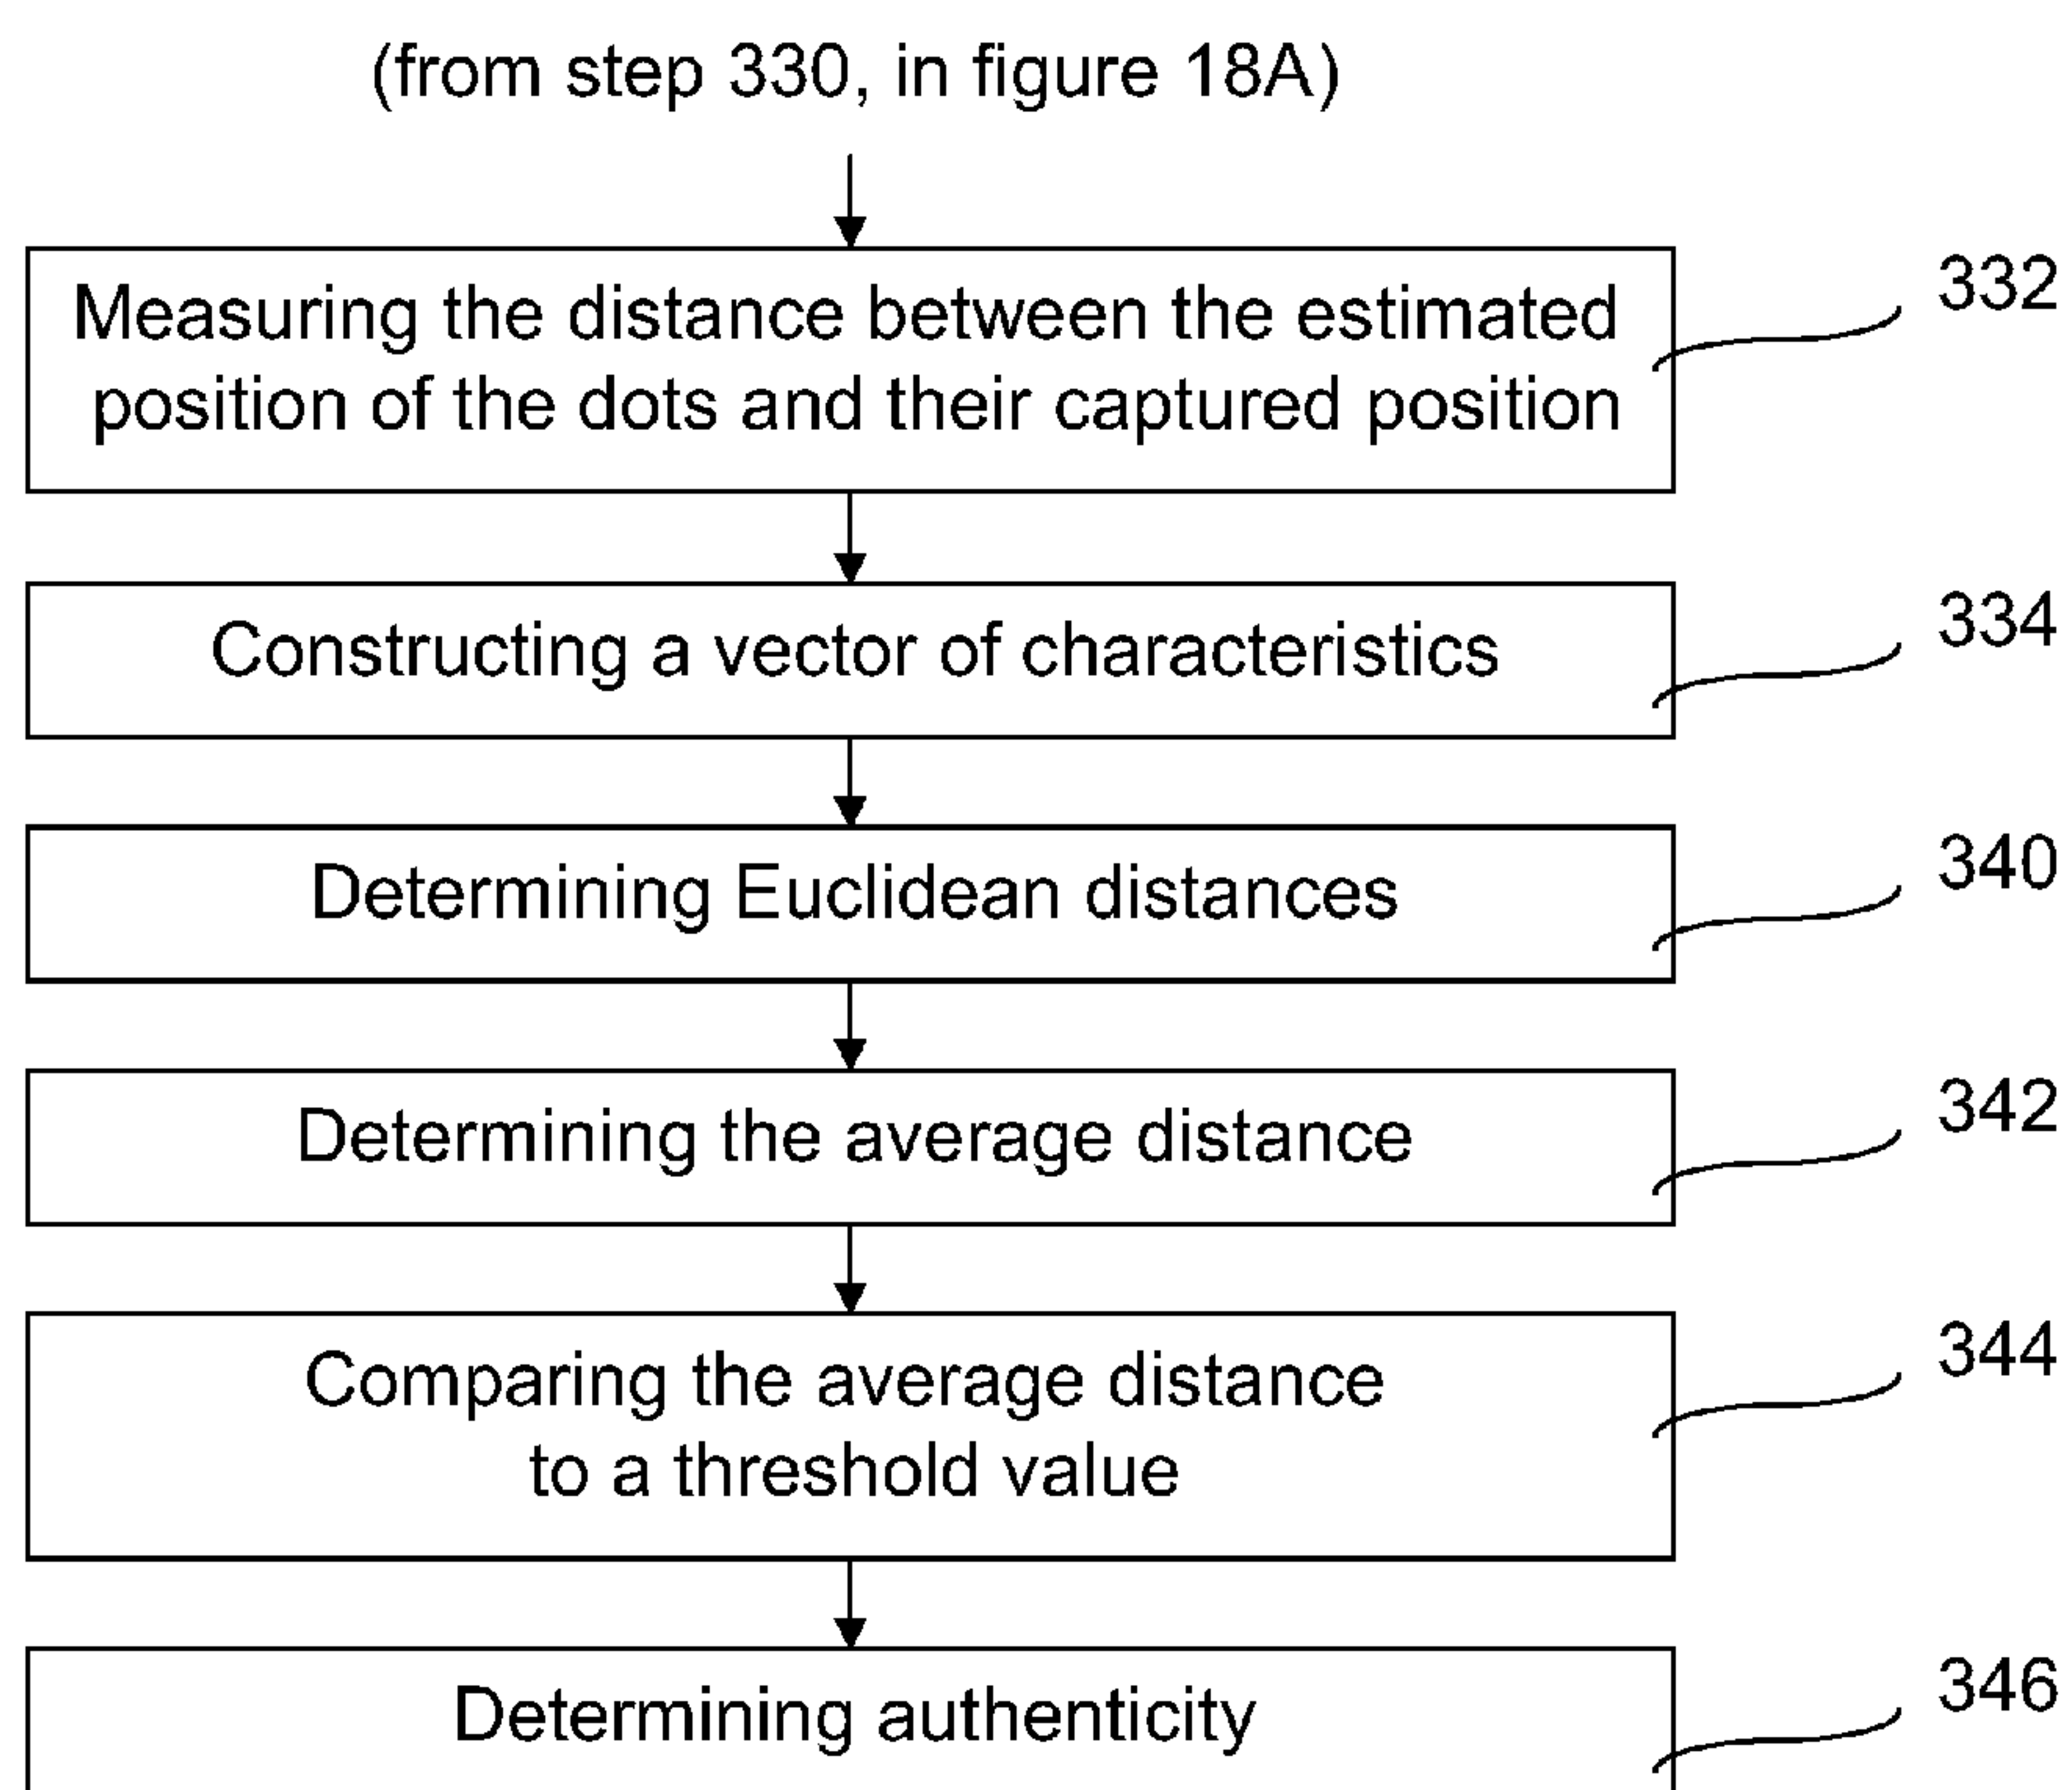 (from step 330, in figure 18A)
Measuring the distance between the estimated
position of the dots and their captured position
332
Constructing a vector of characteristics
334
Determining Euclidean distances
340
Determining the average distance
342
Comparing the average distance
to a threshold value
344
Determining authenticity
346